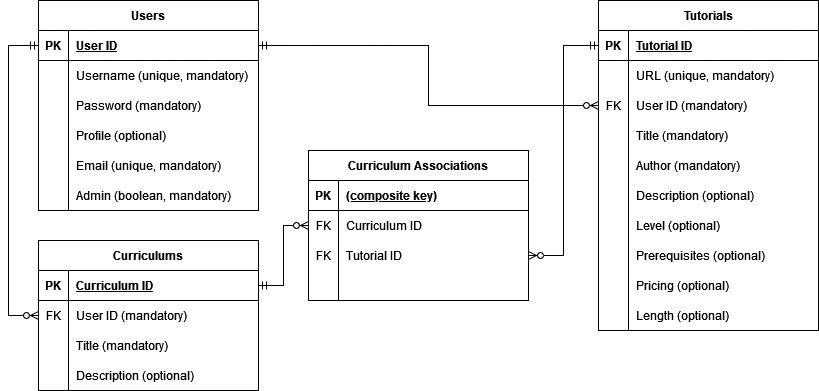 Users
PK User ID
Username (unique, mandatory)
Password (mandatory)
Profile (optional)
Email (unique, mandatory)
Admin (boolean, mandatory)
Curriculums
PK Curriculum ID
FK User ID (mandatory)
Title (mandatory)
Description (optional)
Curriculum Associations
PK (composite key)
FK Curriculum ID
FK Tutorial ID
Tutorials
PK Tutorial ID
URL (unique, mandatory)
FK User ID (mandatory)
Title (mandatory)
Author (mandatory)
Description (optional)
Level (optional)
Prerequisites (optional)
Pricing (optional)
Length (optional)